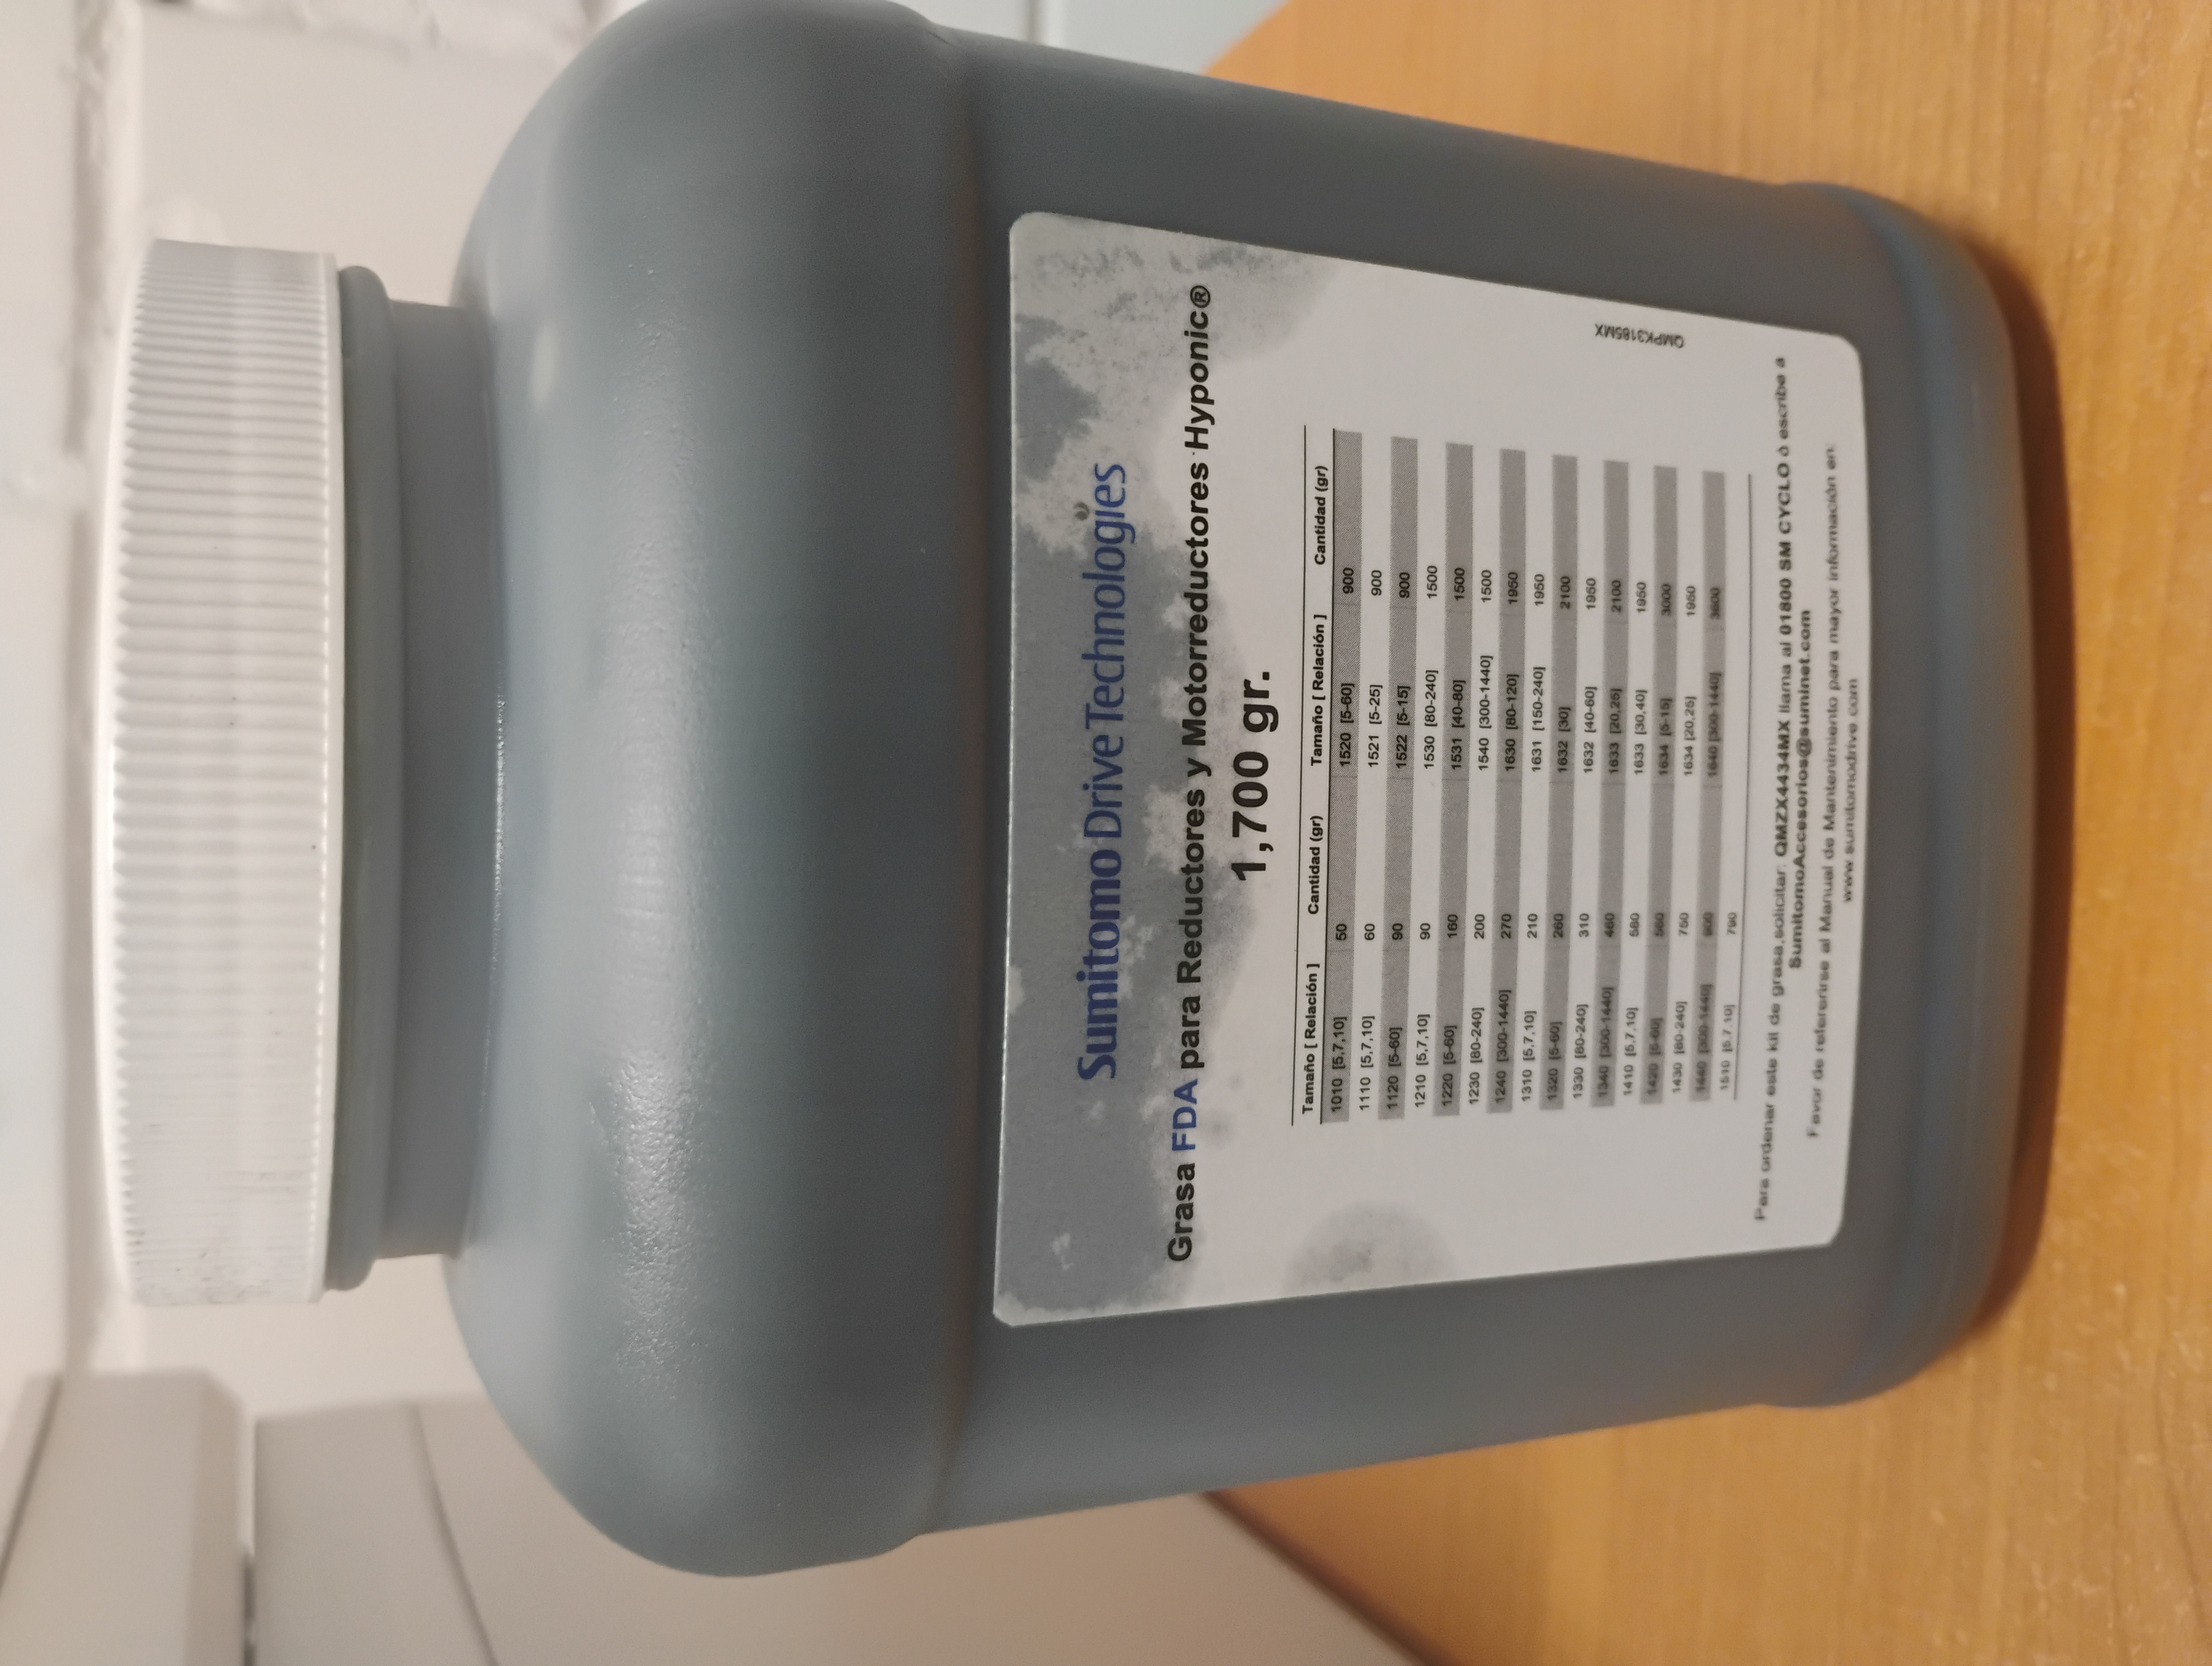 Sumitomo Drive Technologies
Grasa FDA para Reductores y Motorreductores Hyponic®
1,700 gr.
Tamaño [ Relación ] Cantidad (gr) Tamaño [ Relación ] Cantidad (gr)
1010 [5,7,10] 50 1520 [5-60] 900
1110 [5,7,10] 60 1521 [5-25] 900
1120 [5-60] 90 1522 [5-15] 900
1210 [5,7,10] 90 1530 [80-240] 1500
1220 [5-60] 160 1531 [40-80] 1500
1230 [80-240] 200 1540 [300-1440] 1500
1240 [300-1440] 270 1630 [80-120] 1950
1310 [5,7,10] 210 1631 [150-240] 1950
1320 [5-60] 260 1632 [30] 2100
1330 [80-240] 310 1632 [40-60] 1950
1340 [300-1440] 460 1633 [20,25] 2100
1410 [5,7,10] 580 1633 [30,40] 1950
1420 [5-60] 1634 [5-15] 3000
1430 [80-240] 750 1634 [20,25] 1950
1440 [300-1440] 900 1640 [300-1440] 3600
1510 [5,7,10] 790
QMPK3185MX
Para ordenar este kit de grasa,solicitar: QMZX4434MX llama al 01800 SM CYCLO ó escribe a
SumitomoAccesorios@suminet.com
Favor de referirse al Manual de Mantenimiento para mayor información en:
www.sumitomodrive.com